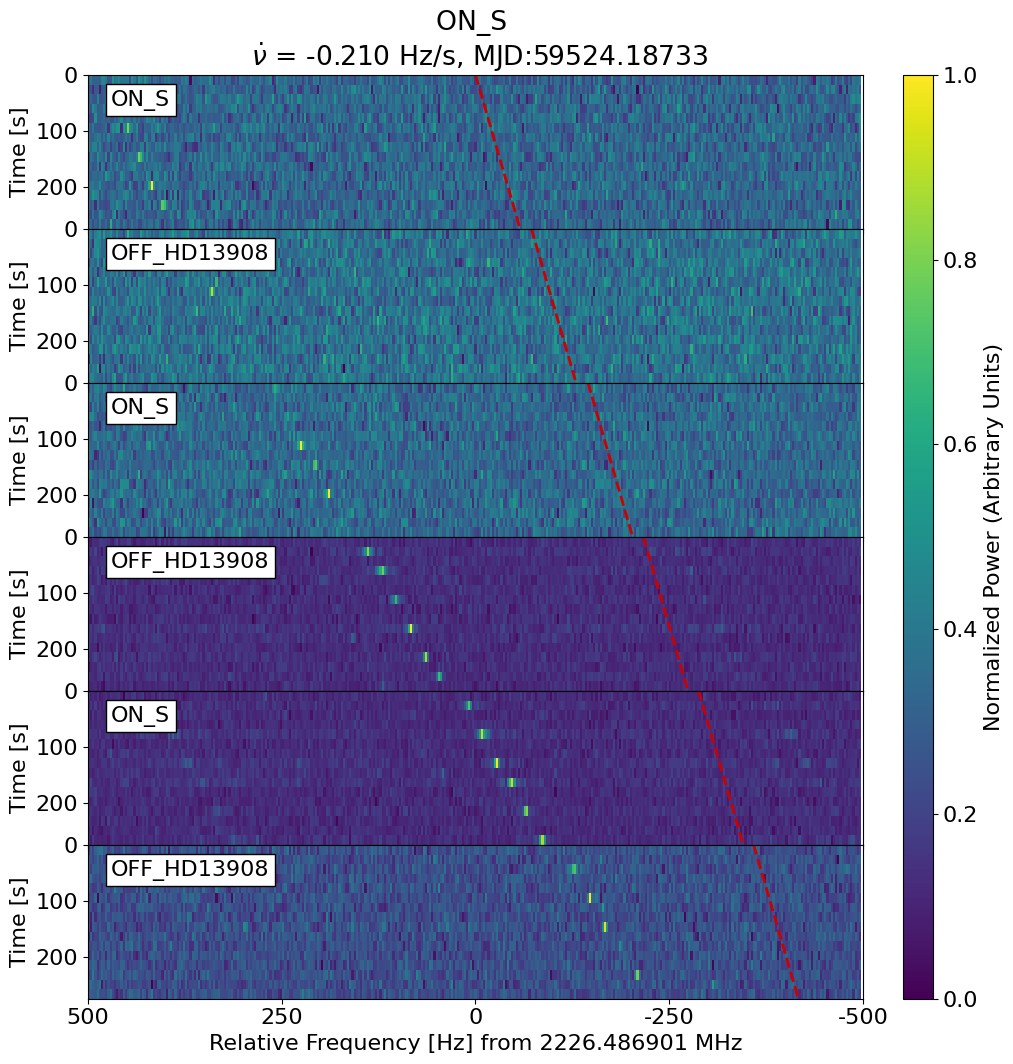 ON_S
ν̇ = -0.210 Hz/s, MJD:59524.18733
0
100
200
Time [s]
ON_S
0
100
200
Time [s]
OFF_HD13908
0
100
200
Time [s]
ON_S
0
100
200
Time [s]
OFF_HD13908
0
100
200
Time [s]
ON_S
0
100
200
Time [s]
OFF_HD13908
500 250 0 -250 -500
Relative Frequency [Hz] from 2226.486901 MHz
1.0
0.8
0.6
0.4
0.2
0.0
Normalized Power (Arbitrary Units)